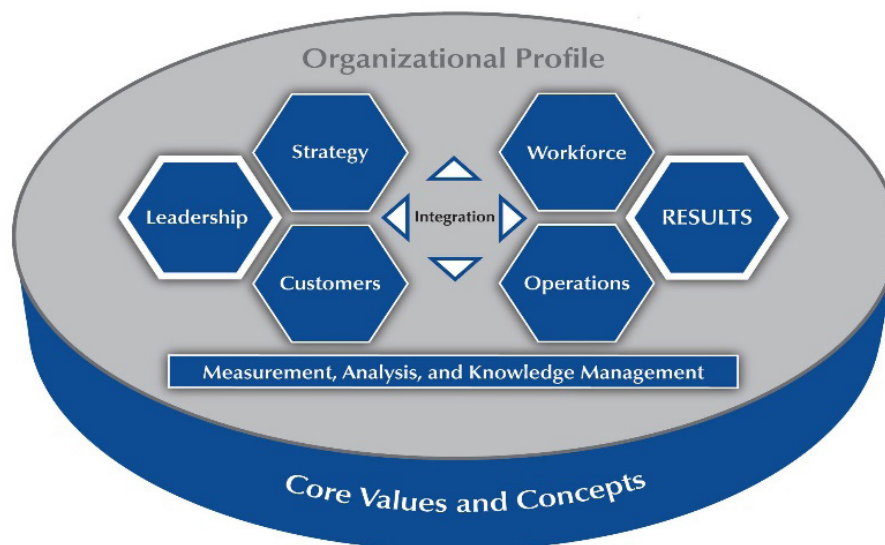 Organizational Profile
Strategy
Workforce
Leadership
Integration
RESULTS
Customers
Operations
Measurement, Analysis, and Knowledge Management
Core Values and Concepts